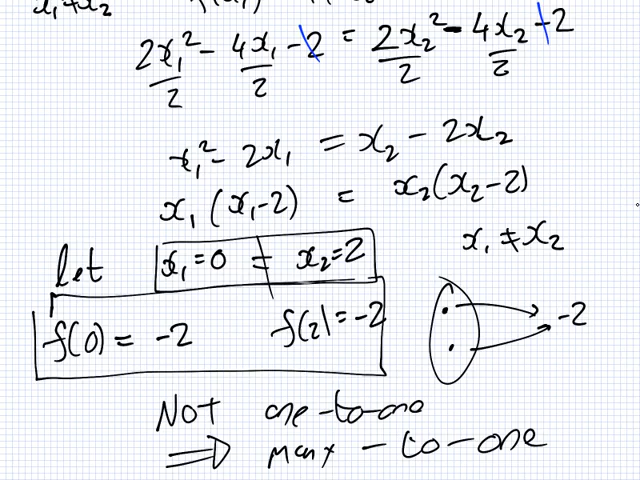 x₁ ≠ x₂
2x₁²/2 - 4x₁/2 - 2 = 2x₂²/2 - 4x₂/2 - 2
x₁² - 2x₁ = x₂ - 2x₂
x₁(x₁-2) = x₂(x₂-2)
x₁ ≠ x₂
let x₁=0 ≠ x₂=2
f(0) = -2 f(2) = -2
-2
Not one-to-one
⇒ many-to-one